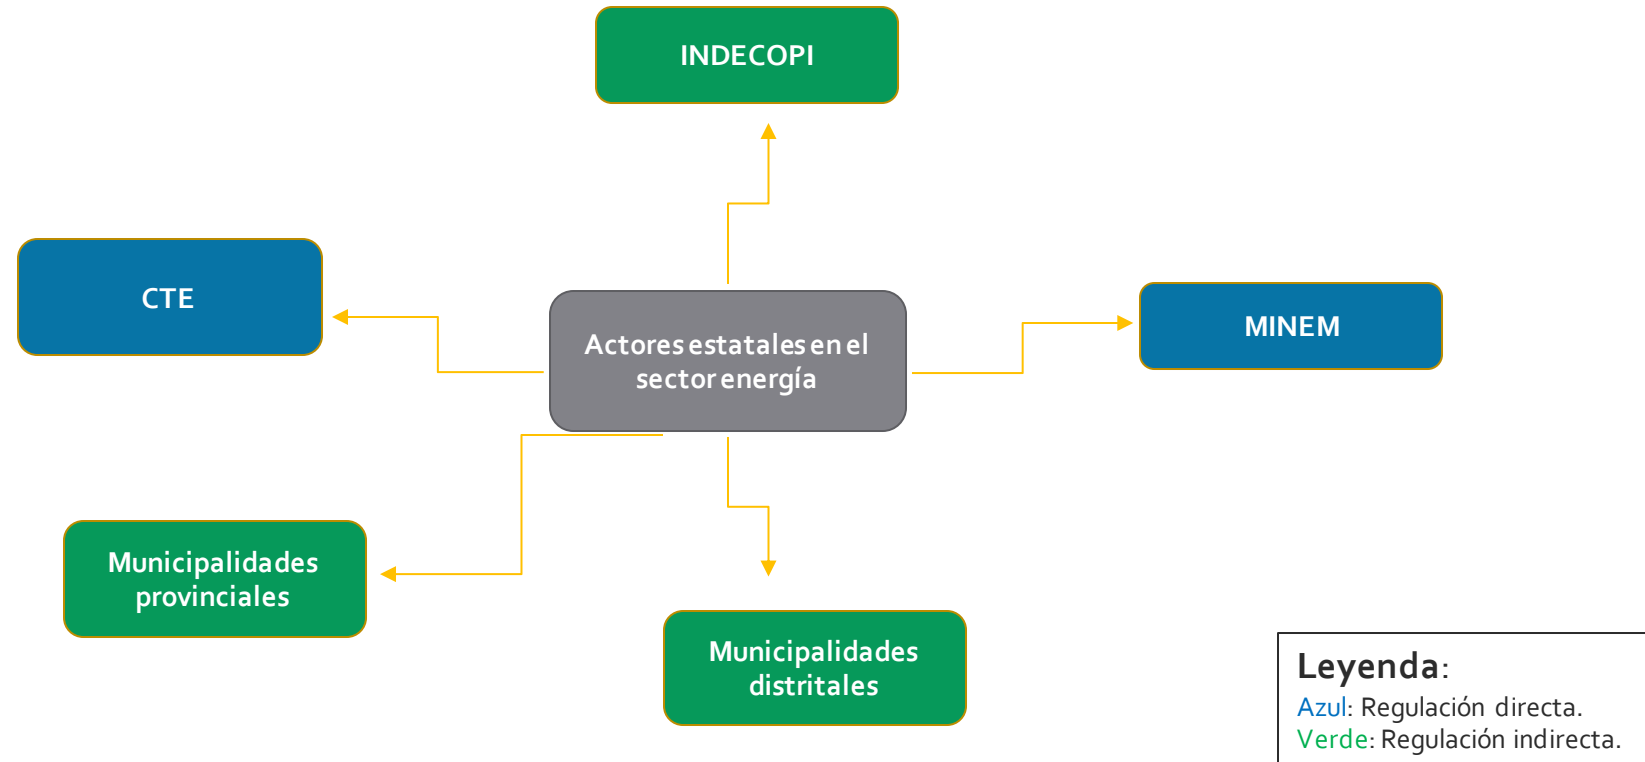 INDECOPI
CTE
Actores estatales en el
sector energía
MINEM
Municipalidades
provinciales
Municipalidades
distritales
Leyenda:
Azul: Regulación directa.
Verde: Regulación indirecta.